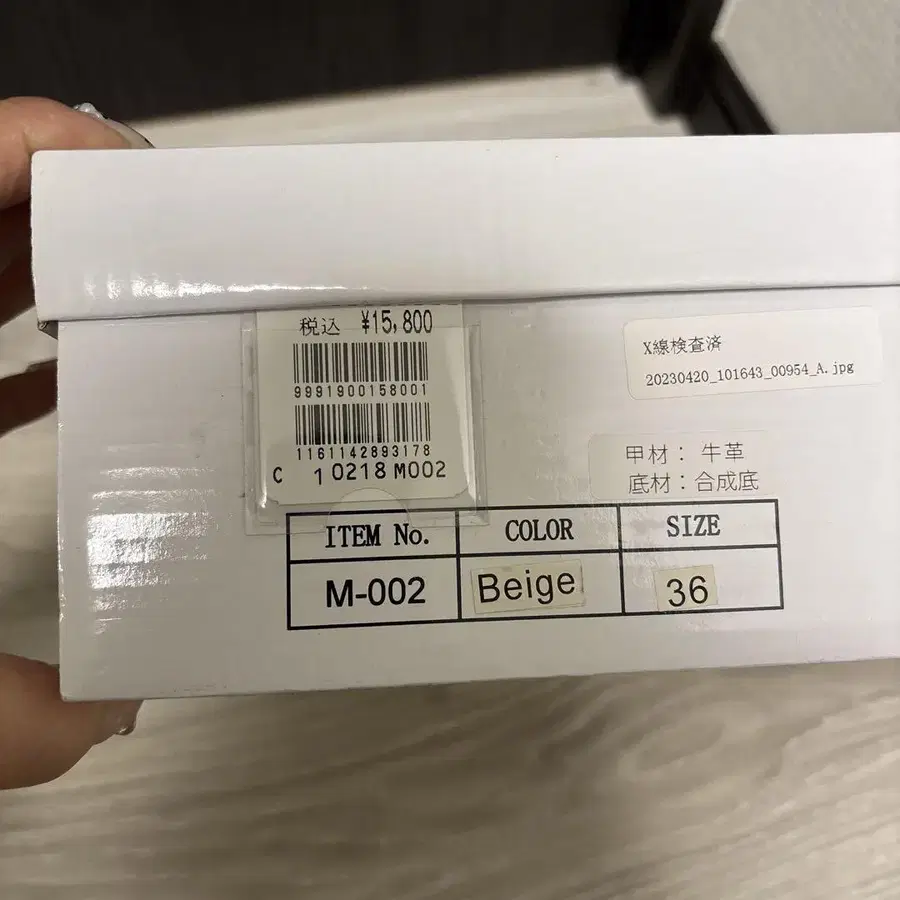 税込 ¥15,800
9991900158001
1161142893178
C 10218 M002
X線検査済
20230420_101643_00954_A.jpg
甲材： 牛革
底材：合成底
ITEM No. COLOR SIZE
M-002 Beige 36